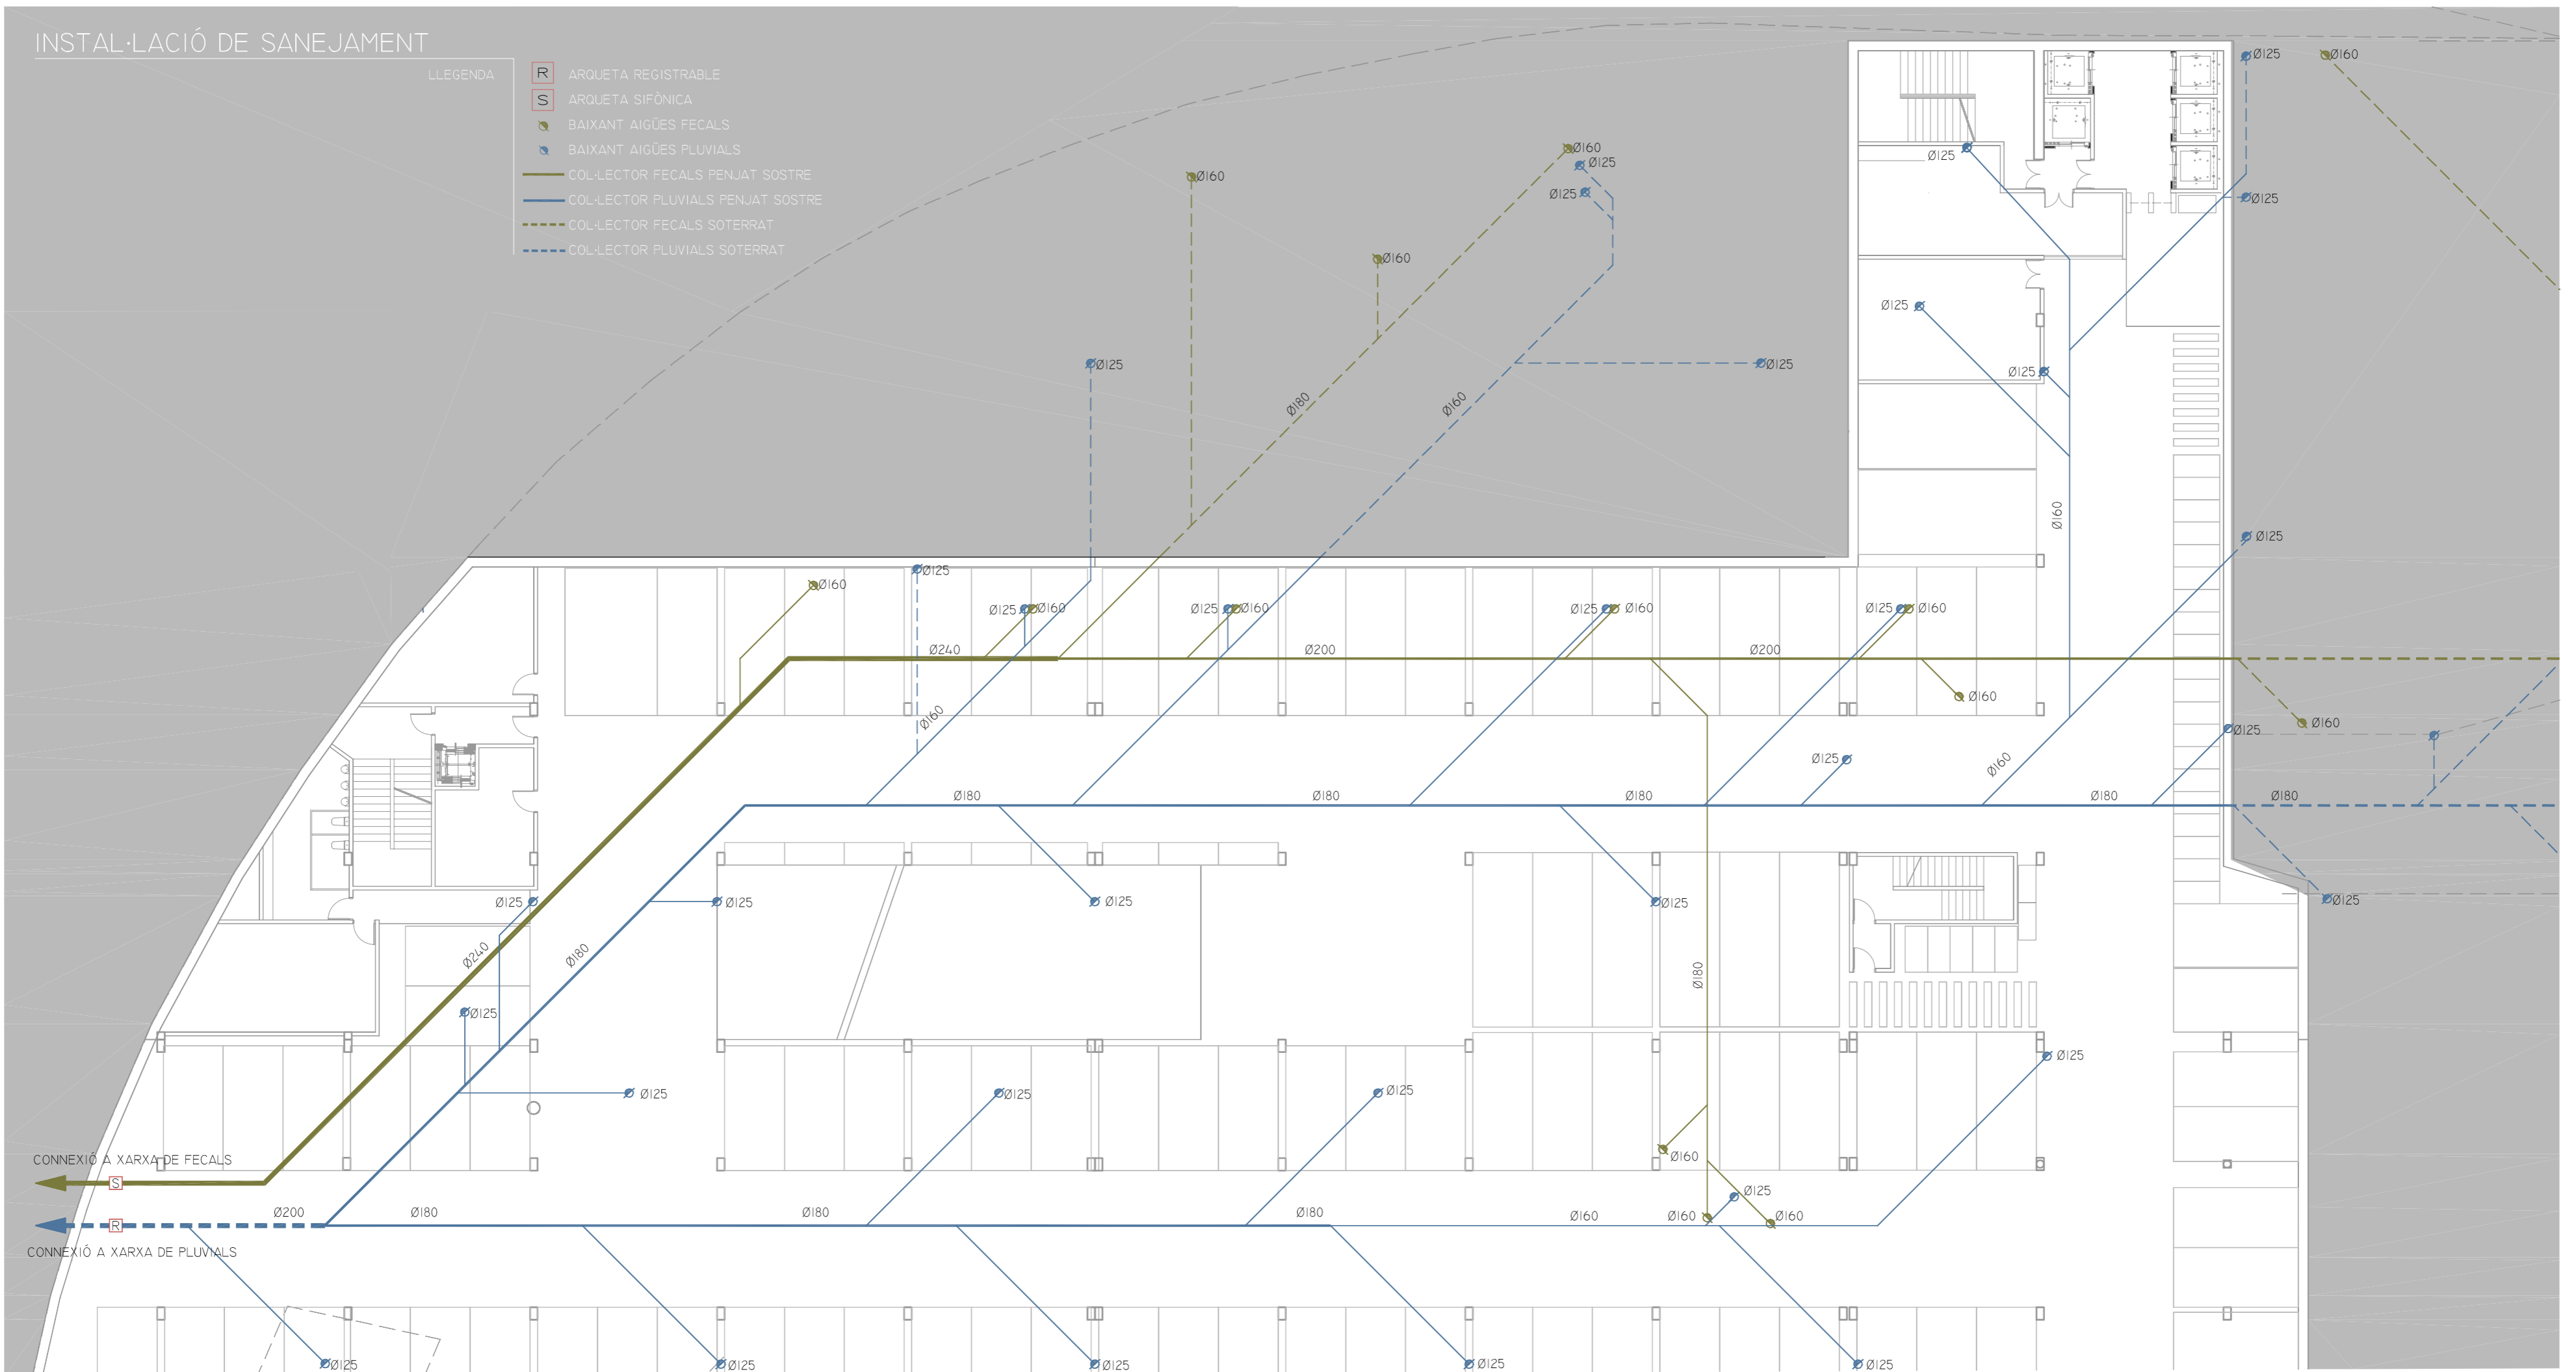 INSTAL·LACIÓ DE SANEJAMENT
LLEGENDA
R ARQUETA REGISTRABLE
S ARQUETA SIFÒNICA
BAIXANT AIGÜES FECALS
BAIXANT AIGÜES PLUVIALS
COL·LECTOR FECALS PENJAT SOSTRE
COL·LECTOR PLUVIALS PENJAT SOSTRE
COL·LECTOR FECALS SOTERRAT
COL·LECTOR PLUVIALS SOTERRAT
Ø125
Ø160
Ø160
Ø125
Ø125
Ø125
Ø160
Ø125
Ø160
Ø125
Ø125
Ø125
Ø125
Ø180
Ø160
Ø160
Ø125
Ø125
Ø160
Ø125
Ø160
Ø125
Ø160
Ø125
Ø160
Ø125
Ø160
Ø240
Ø200
Ø200
Ø160
Ø160
Ø160
Ø125
Ø125
Ø160
Ø180
Ø180
Ø180
Ø180
Ø180
Ø125
Ø125
Ø125
Ø125
Ø125
Ø240
Ø180
Ø180
Ø125
Ø125
Ø125
Ø125
Ø125
Ø160
CONNEXIÓ A XARXA DE FECALS
S
Ø125
Ø200
Ø180
Ø180
Ø180
Ø160
Ø160
Ø160
R
CONNEXIÓ A XARXA DE PLUVIALS
Ø125
Ø125
Ø125
Ø125
Ø125